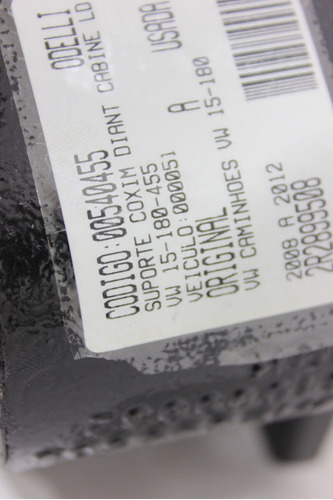 ODELLI
CODIGO:00540455
SUPORTE COXIM DIANT CABINE LD
VW 15-180-455
VEICULO:000051
ORIGINAL
A
USADA
VW CAMINHOES VW 15-180
2008 A 2012
2R2899508